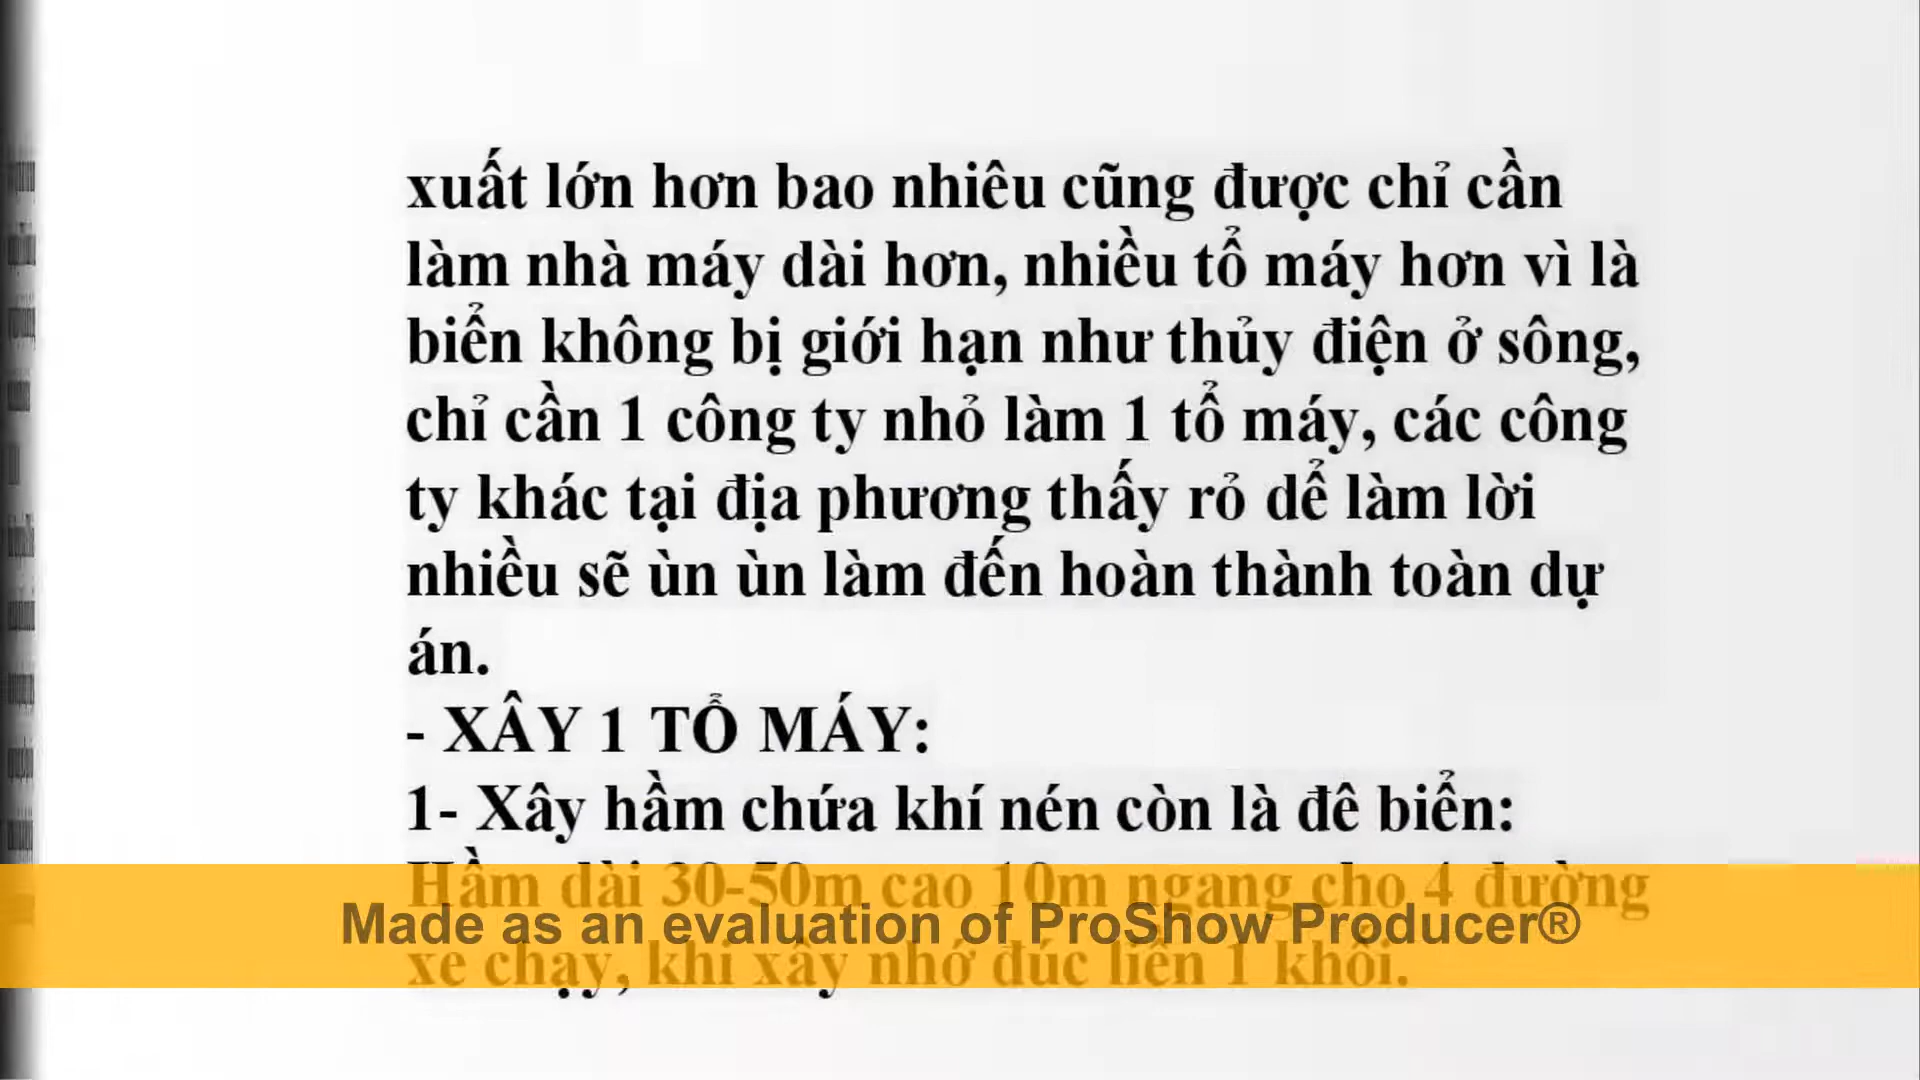 xuất lớn hơn bao nhiêu cũng được chỉ cần
làm nhà máy dài hơn, nhiều tổ máy hơn vì là
biển không bị giới hạn như thủy điện ở sông,
chỉ cần 1 công ty nhỏ làm 1 tổ máy, các công
ty khác tại địa phương thấy rỏ dể làm lời
nhiều sẽ ùn ùn làm đến hoàn thành toàn dự
án.
- XÂY 1 TỔ MÁY:
1- Xây hầm chứa khí nén còn là đê biển:
Hầm dài 30-50m cao 10m ngang cho 4 đường
Made as an evaluation of ProShow Producer®
xe chạy, khi xây nhớ đúc liền 1 khối.